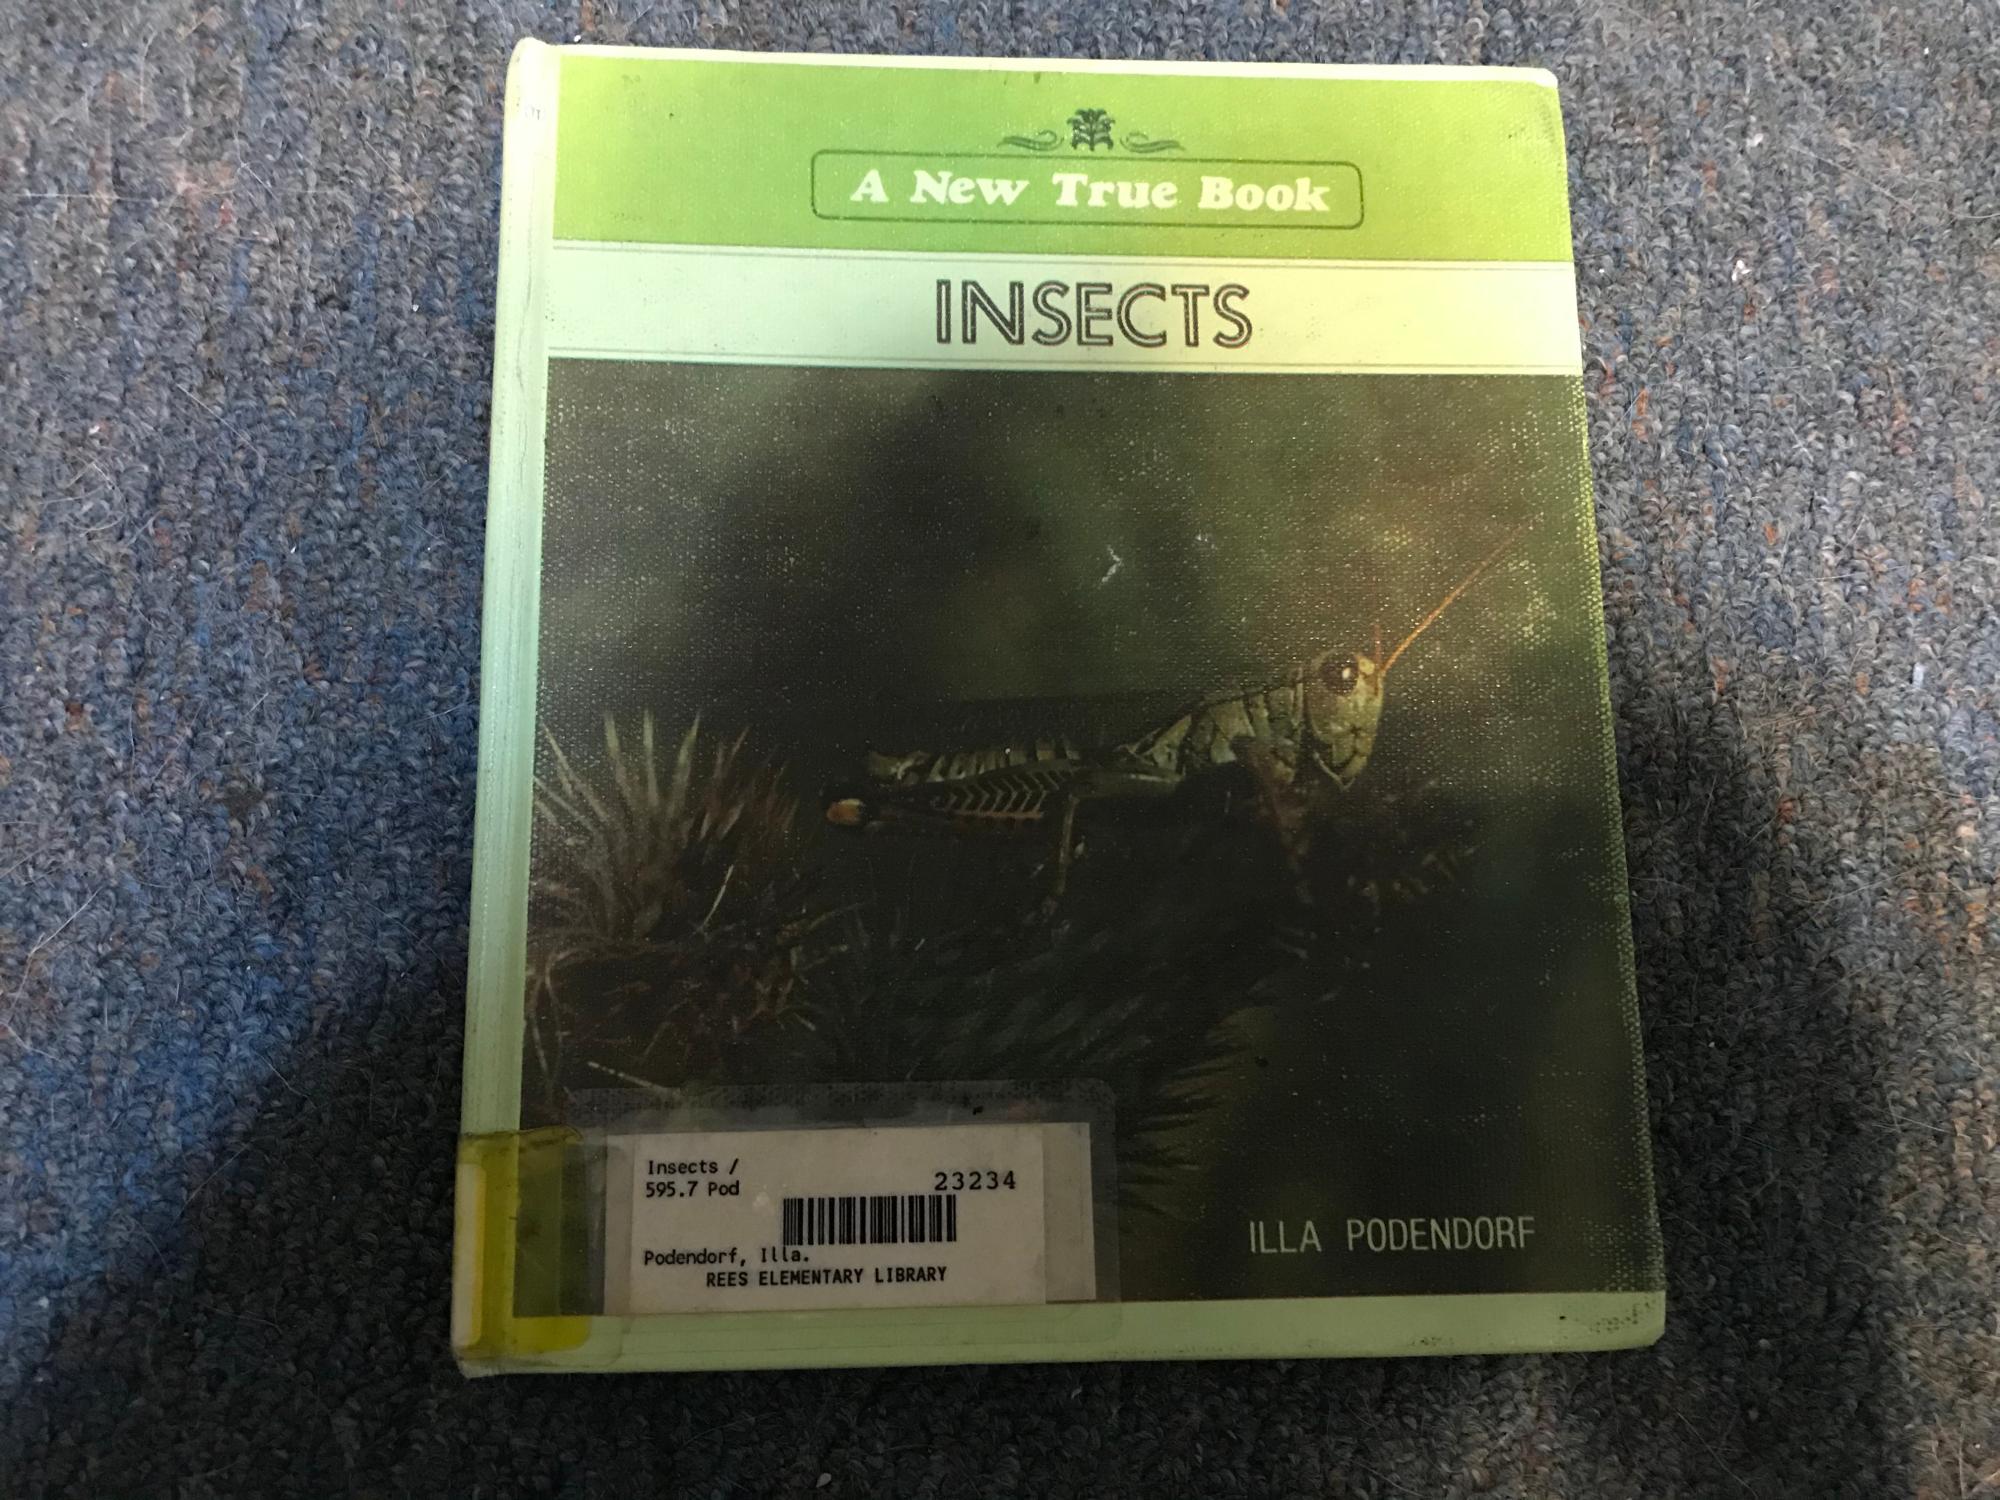 A New True Book
INSECTS
ILLA PODENDORF
Insects /
595.7 Pod
23234
Podendorf, Illa.
REES ELEMENTARY LIBRARY